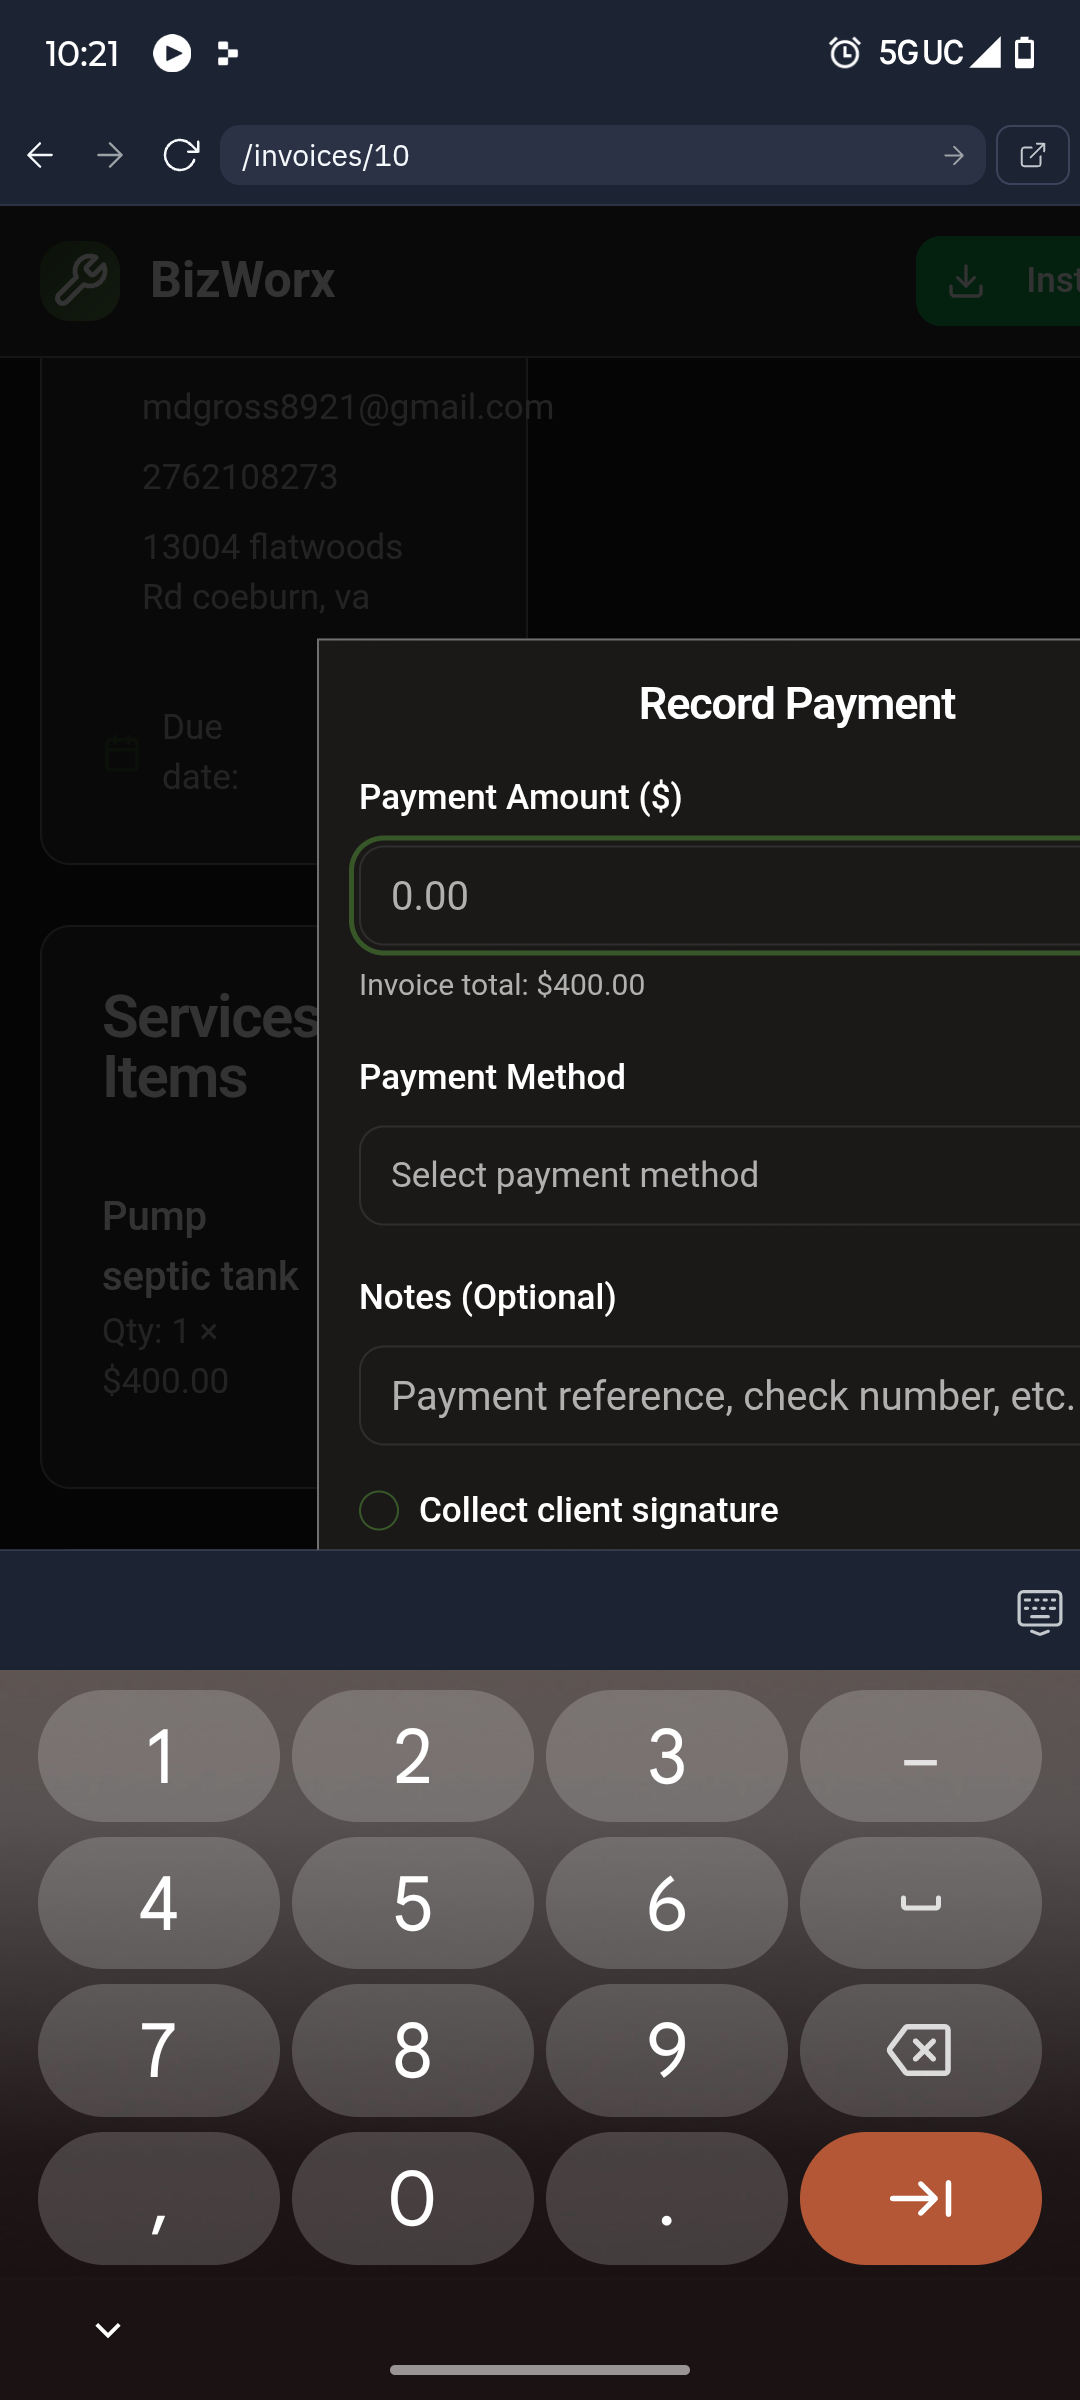 10:21
5G UC
/invoices/10
BizWorx
Inst
mdgross8921@gmail.com
2762108273
13004 flatwoods
Rd coeburn, va
Due
date:
Record Payment
Payment Amount ($)
0.00
Invoice total: $400.00
Services
Items
Payment Method
Select payment method
Pump
septic tank
Qty: 1 ×
$400.00
Notes (Optional)
Payment reference, check number, etc.
Collect client signature
1 2 3 –
4 5 6
7 8 9
, 0 .